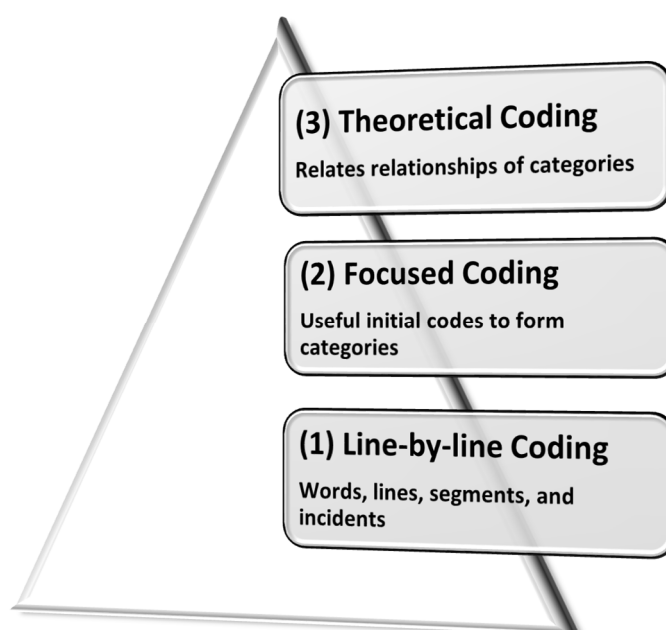 (3) Theoretical Coding
Relates relationships of categories
(2) Focused Coding
Useful initial codes to form
categories
(1) Line-by-line Coding
Words, lines, segments, and
incidents